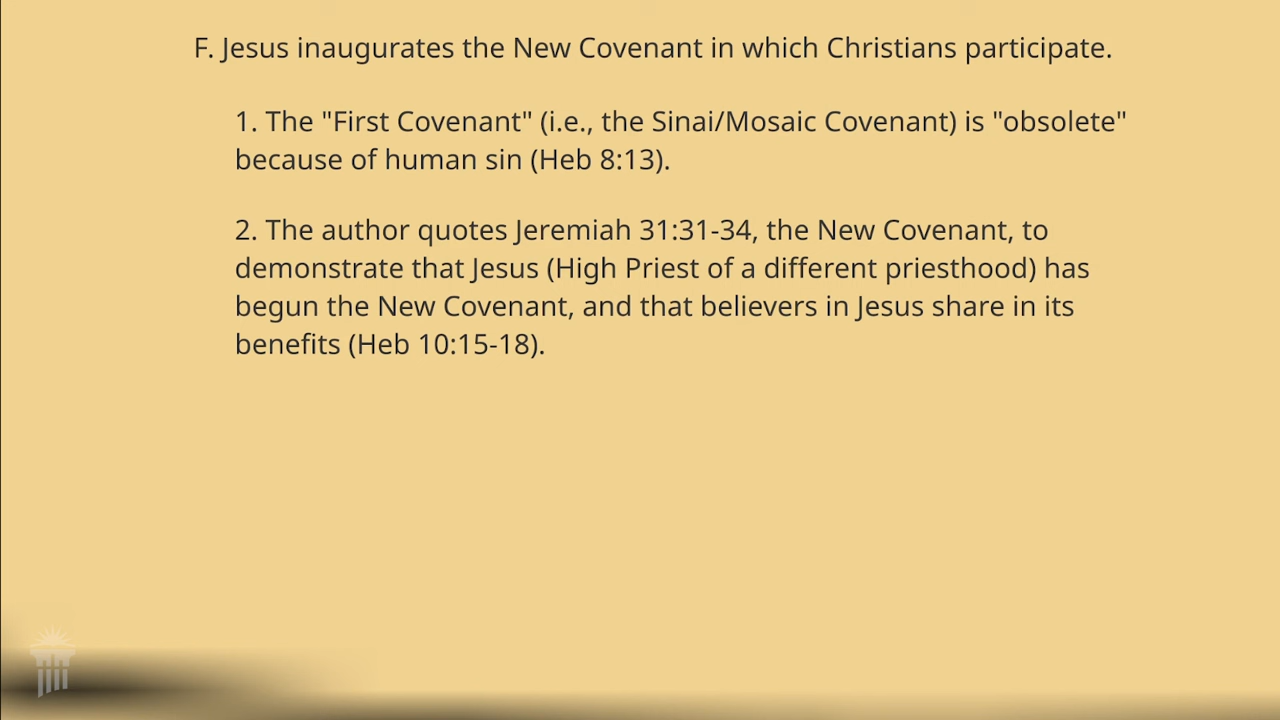 F. Jesus inaugurates the New Covenant in which Christians participate.
1. The "First Covenant" (i.e., the Sinai/Mosaic Covenant) is "obsolete"
because of human sin (Heb 8:13).
2. The author quotes Jeremiah 31:31-34, the New Covenant, to
demonstrate that Jesus (High Priest of a different priesthood) has
begun the New Covenant, and that believers in Jesus share in its
benefits (Heb 10:15-18).